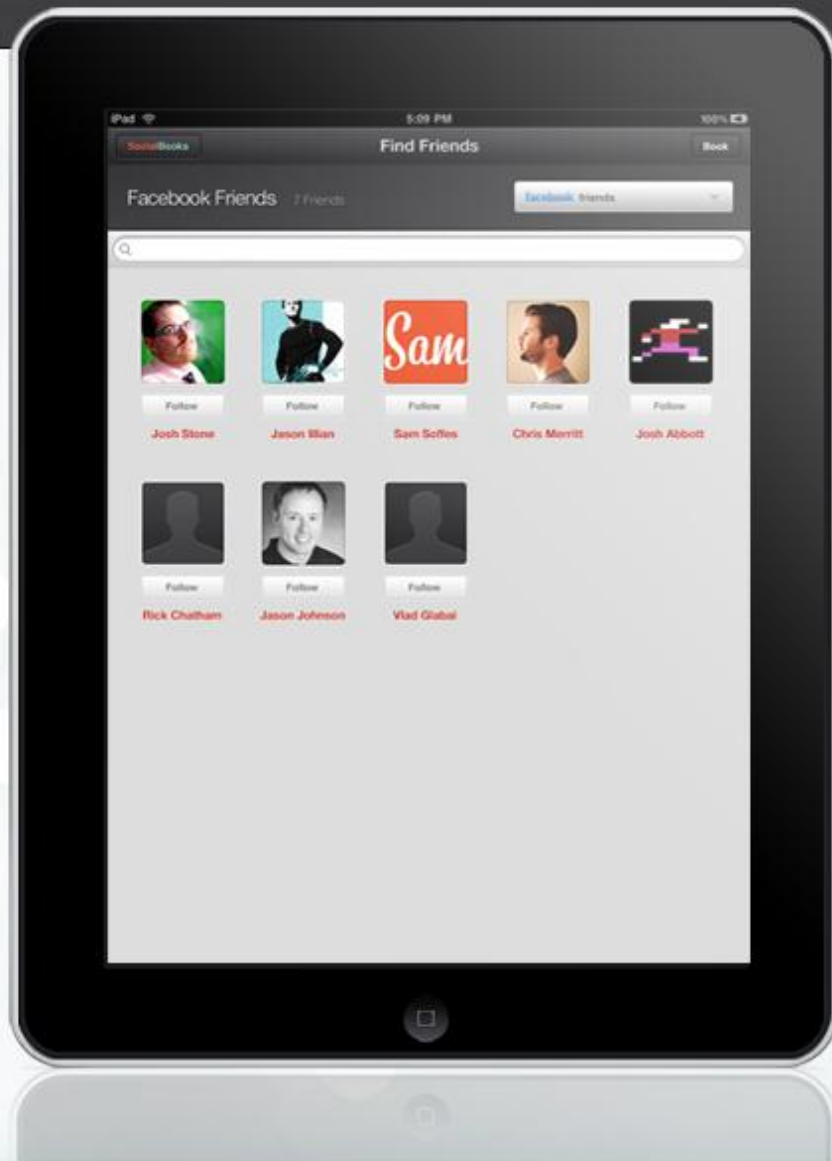 iPad 5:09 PM 100%
SocialBooks Find Friends Book
Facebook Friends 7 Friends facebook friends
Sam
Follow Follow Follow Follow Follow
Josh Stone Jason Illian Sam Soffes Chris Merritt Josh Abbott
Follow Follow Follow
Rick Chatham Jason Johnson Vlad Glabai